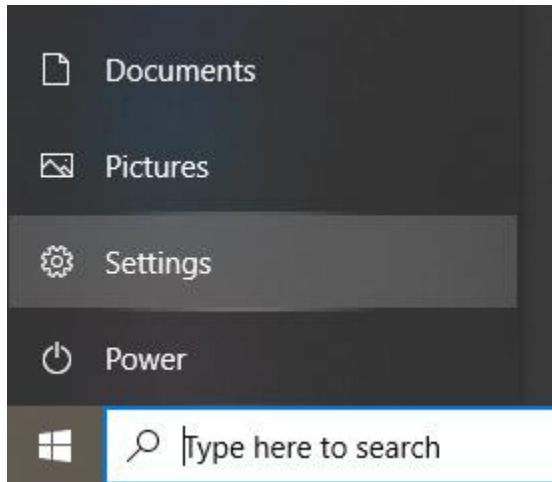 Documents
Pictures
Settings
Power
Type here to search